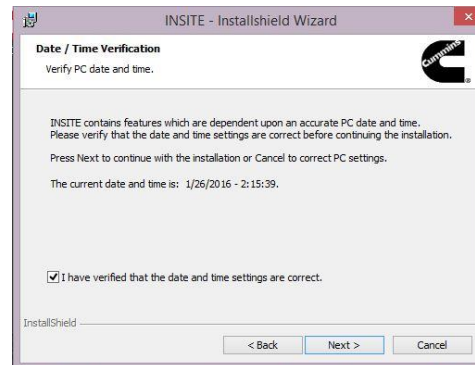 INSITE - Installshield Wizard
Date / Time Verification
Verify PC date and time.
Cummins
INSITE contains features which are dependent upon an accurate PC date and time.
Please verify that the date and time settings are correct before continuing the installation.
Press Next to continue with the installation or Cancel to correct PC settings.
The current date and time is: 1/26/2016 - 2:15:39.
I have verified that the date and time settings are correct.
InstallShield
< Back
Next >
Cancel